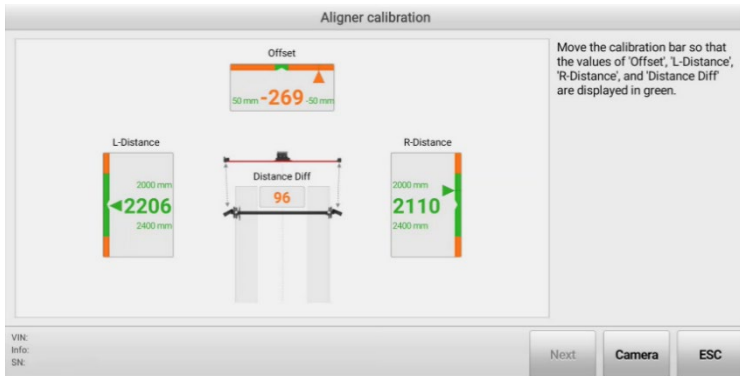 Aligner calibration
Offset
50 mm -269 -50 mm
L-Distance
2000 mm
2206
2400 mm
Distance Diff
96
R-Distance
2000 mm
2110
2400 mm
Move the calibration bar so that
the values of 'Offset', 'L-Distance',
'R-Distance', and 'Distance Diff'
are displayed in green.
VIN:
Info:
SN:
Next
Camera
ESC